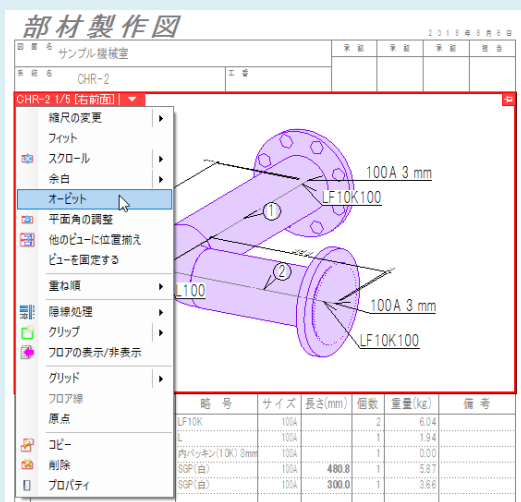 部材製作図
2018年8月6日
図面名 サンプル機械室 承認 承認 承認 担当
系統名 CHR-2 工番
CHR-2 1/5 [右前面] ▼
縮尺の変更
フィット
スクロール
余白
オービット
平面角の調整
他のビューに位置揃え
ビューを固定する
重ね順
隠線処理
クリップ
フロアの表示/非表示
グリッド
フロア線
原点
コピー
削除
プロパティ
100A 3 mm
LF10K100
①
②
L100
100A 3 mm
LF10K100
略号 サイズ 長さ(mm) 個数 重量(kg) 備考
LF10K 100A 2 6.04
L 100A 1 1.94
内パッキン(10K) 3mm 100A 1 0.00
SGP(白) 100A 480.8 1 5.87
SGP(白) 100A 300.0 1 3.66